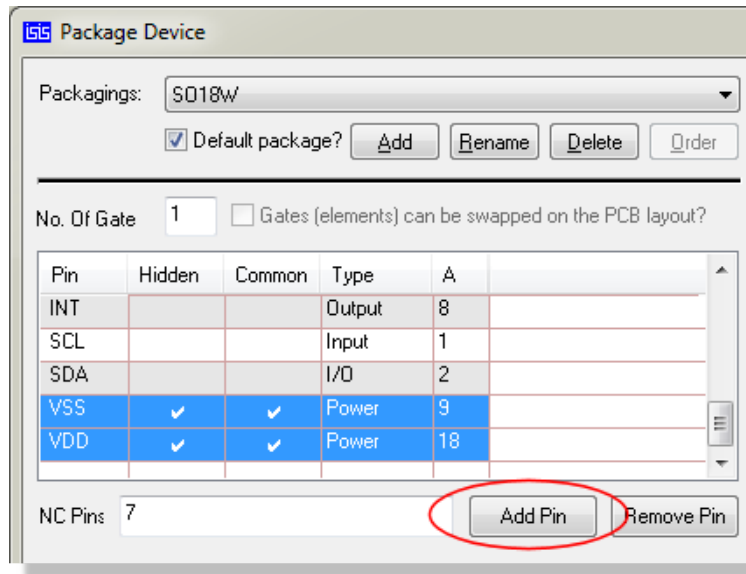 isis Package Device
Packagings: SO18W
Default package? Add Rename Delete Order
No. Of Gate 1 Gates (elements) can be swapped on the PCB layout?
Pin Hidden Common Type A
INT Output 8
SCL Input 1
SDA I/O 2
VSS Power 9
VDD Power 18
NC Pins 7 Add Pin Remove Pin